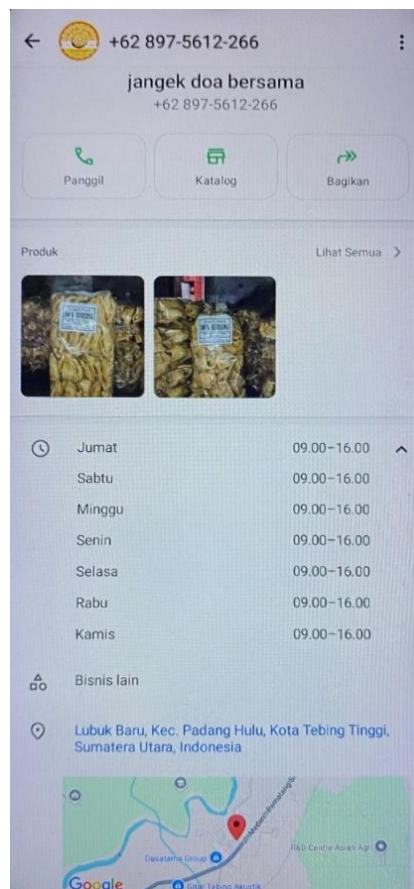 +62 897-5612-266
jangek doa bersama
+62 897-5612-266
Panggil
Katalog
Bagikan
Produk
Lihat Semua
Jumat 09.00-16.00
Sabtu 09.00-16.00
Minggu 09.00-16.00
Senin 09.00-16.00
Selasa 09.00-16.00
Rabu 09.00-16.00
Kamis 09.00-16.00
Bisnis lain
Lubuk Baru, Kec. Padang Hulu, Kota Tebing Tinggi,
Sumatera Utara, Indonesia
Dasatama Group
R&D Centre Asian Agri
Google
Gitar Tebing Akustik